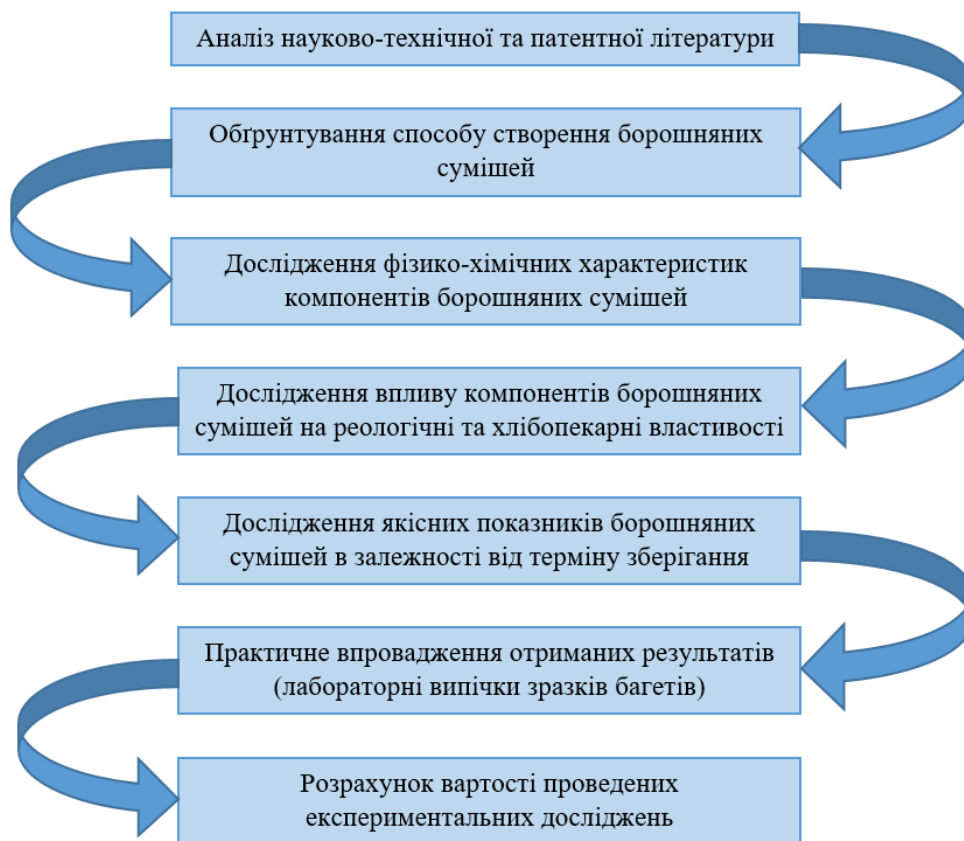 Аналіз науково-технічної та патентної літератури
Обґрунтування способу створення борошняних
сумішей
Дослідження фізико-хімічних характеристик
компонентів борошняних сумішей
Дослідження впливу компонентів борошняних
сумішей на реологічні та хлібопекарні властивості
Дослідження якісних показників борошняних
сумішей в залежності від терміну зберігання
Практичне впровадження отриманих результатів
(лабораторні випічки зразків багетів)
Розрахунок вартості проведених
експериментальних досліджень